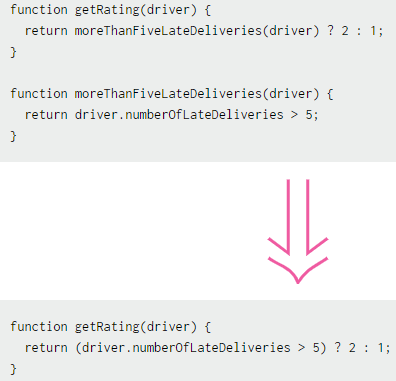 function getRating(driver) {
  return moreThanFiveLateDeliveries(driver) ? 2 : 1;
}

function moreThanFiveLateDeliveries(driver) {
  return driver.numberOfLateDeliveries > 5;
}

function getRating(driver) {
  return (driver.numberOfLateDeliveries > 5) ? 2 : 1;
}